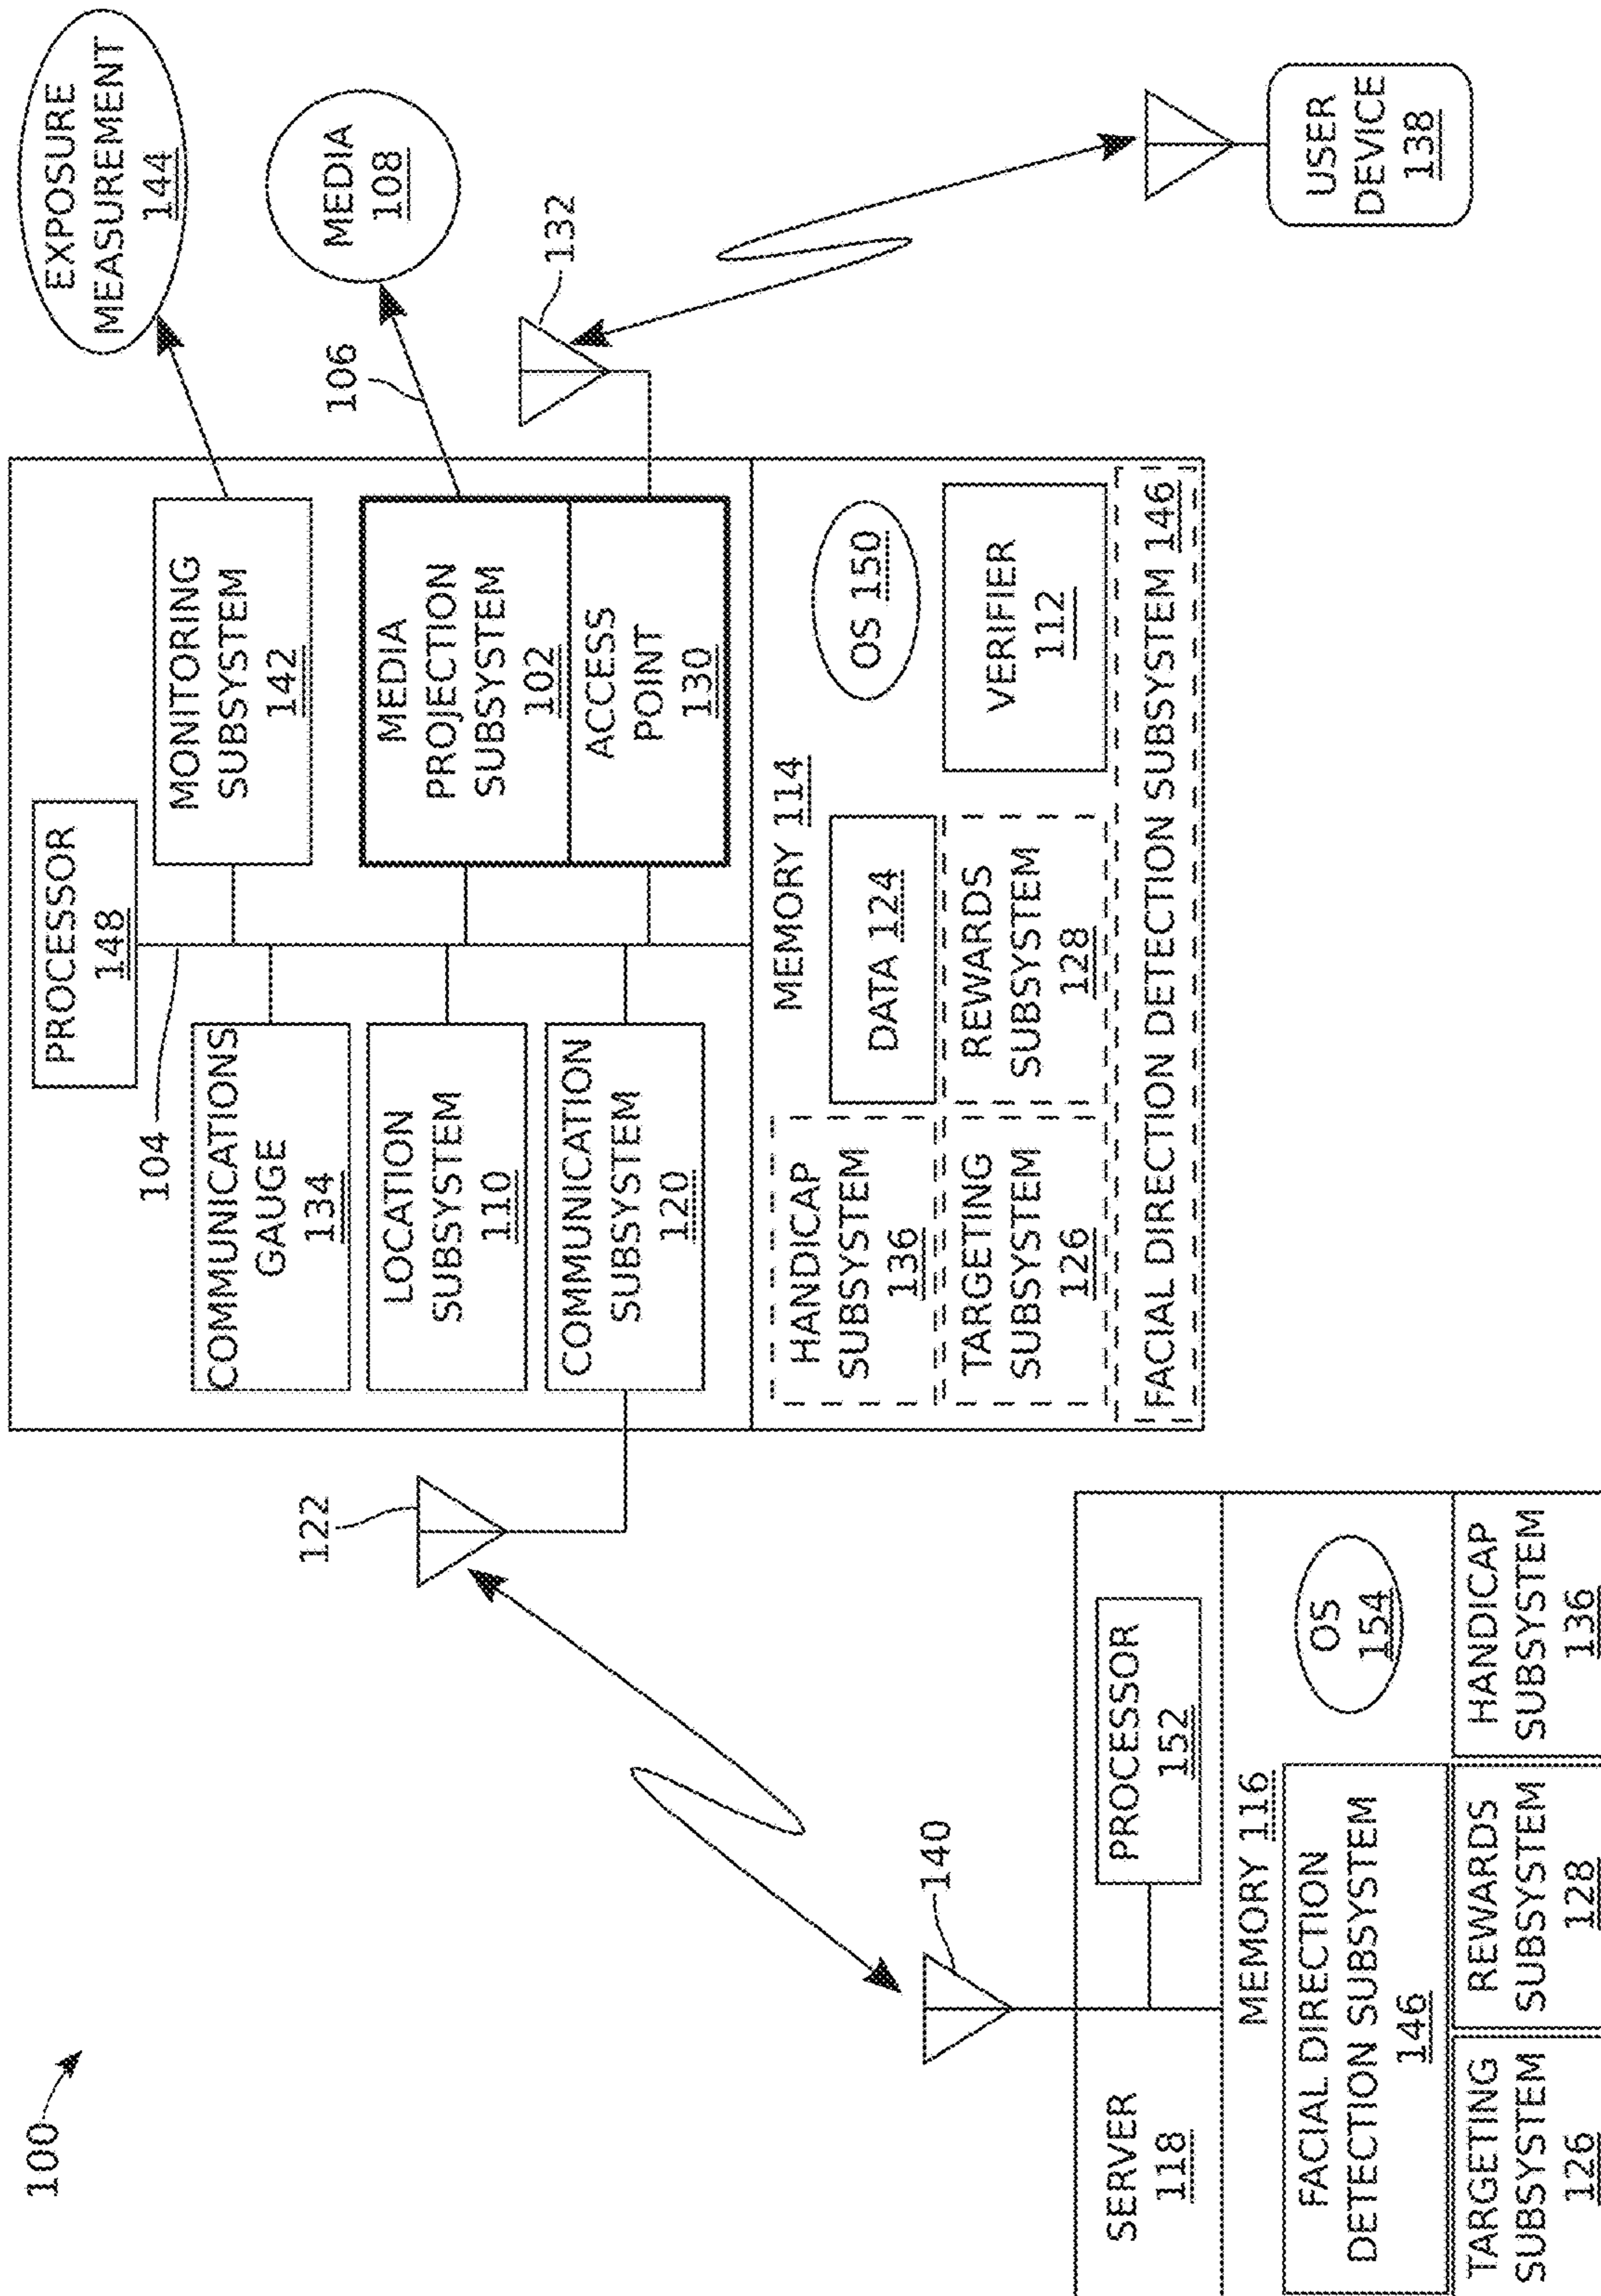 100
EXPOSURE
MEASUREMENT
144
MEDIA
108
106
132
USER
DEVICE
138
PROCESSOR
148
104
MONITORING
SUBSYSTEM
142
MEDIA
PROJECTION
SUBSYSTEM
102
ACCESS
POINT
130
COMMUNICATIONS
GAUGE
134
LOCATION
SUBSYSTEM
110
COMMUNICATION
SUBSYSTEM
120
122
MEMORY 114
OS 150
HANDICAP
SUBSYSTEM
136
DATA 124
VERIFIER
112
TARGETING
SUBSYSTEM
126
REWARDS
SUBSYSTEM
128
FACIAL DIRECTION DETECTION SUBSYSTEM 146
140
SERVER
118
PROCESSOR
152
MEMORY 116
OS
154
FACIAL DIRECTION
DETECTION SUBSYSTEM
146
TARGETING
SUBSYSTEM
126
REWARDS
SUBSYSTEM
128
HANDICAP
SUBSYSTEM
136